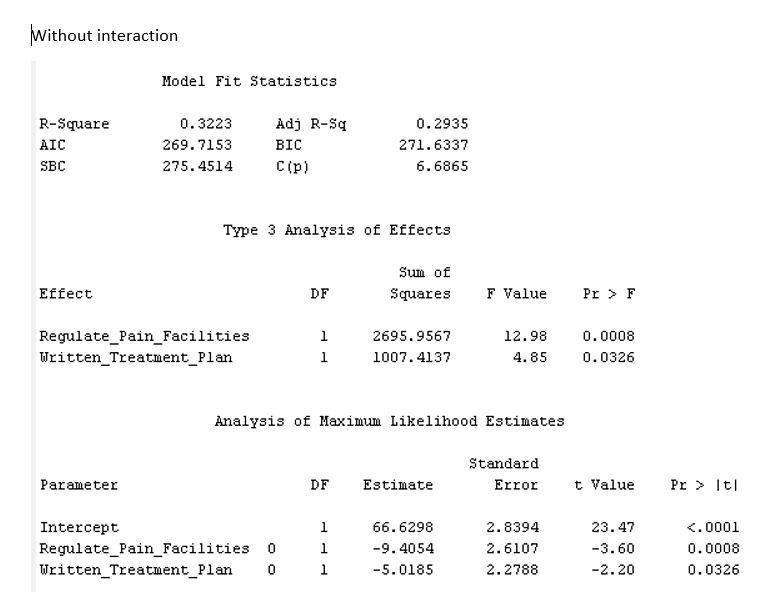 Without interaction
Model Fit Statistics
R-Square 0.3223 Adj R-Sq 0.2935
AIC 269.7153 BIC 271.6337
SBC 275.4514 C(p) 6.6865
Type 3 Analysis of Effects
Sum of
Effect DF Squares F Value Pr > F
Regulate_Pain_Facilities 1 2695.9567 12.98 0.0008
Written_Treatment_Plan 1 1007.4137 4.85 0.0326
Analysis of Maximum Likelihood Estimates
Standard
Parameter DF Estimate Error t Value Pr > |t|
Intercept 1 66.6298 2.8394 23.47 <.0001
Regulate_Pain_Facilities 0 1 -9.4054 2.6107 -3.60 0.0008
Written_Treatment_Plan 0 1 -5.0185 2.2788 -2.20 0.0326